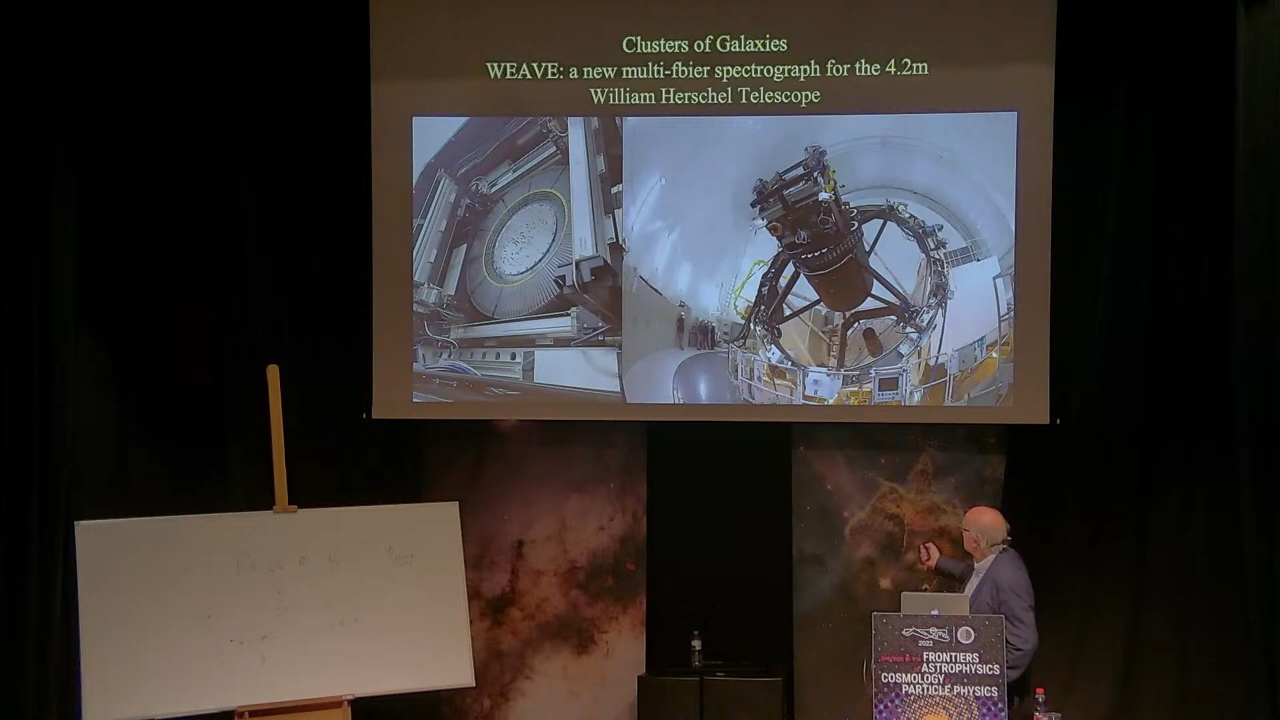 Clusters of Galaxies
WEAVE: a new multi-fbier spectrograph for the 4.2m
William Herschel Telescope
2022
FRONTIERS
ASTROPHYSICS
COSMOLOGY
PARTICLE PHYSICS